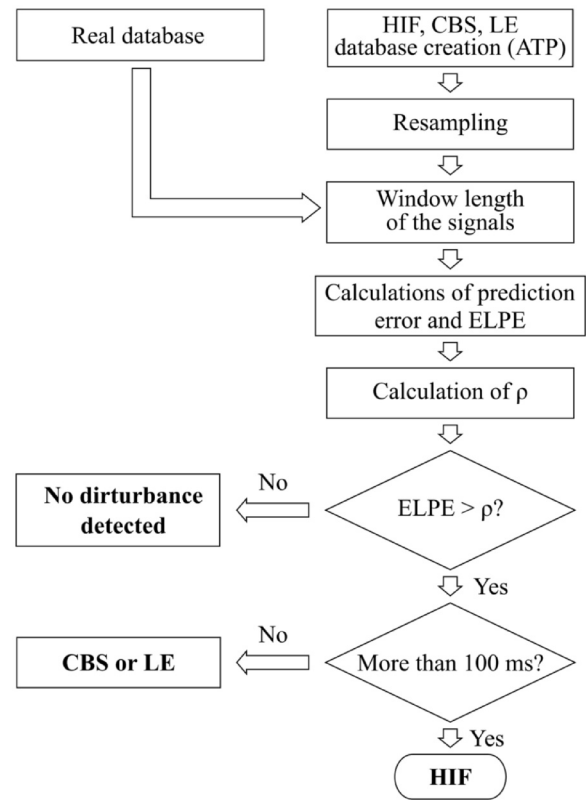 Real database
HIF, CBS, LE
database creation (ATP)
Resampling
Window length
of the signals
Calculations of prediction
error and ELPE
Calculation of ρ
ELPE > ρ?
No
No dirturbance
detected
Yes
More than 100 ms?
No
CBS or LE
Yes
HIF